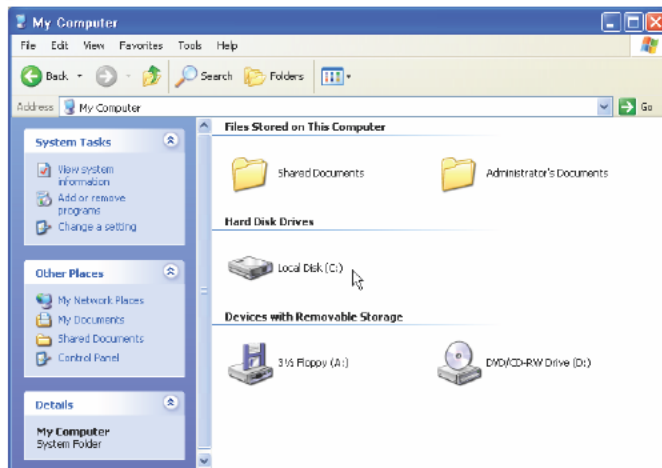 My Computer
File Edit View Favorites Tools Help
Back Search Folders
Address My Computer Go
System Tasks
View system
information
Add or remove
programs
Change a setting
Other Places
My Network Places
My Documents
Shared Documents
Control Panel
Details
My Computer
System Folder
Files Stored on This Computer
Shared Documents Administrator's Documents
Hard Disk Drives
Local Disk (C:)
Devices with Removable Storage
3½ Floppy (A:) DVD/CD-RW Drive (D:)